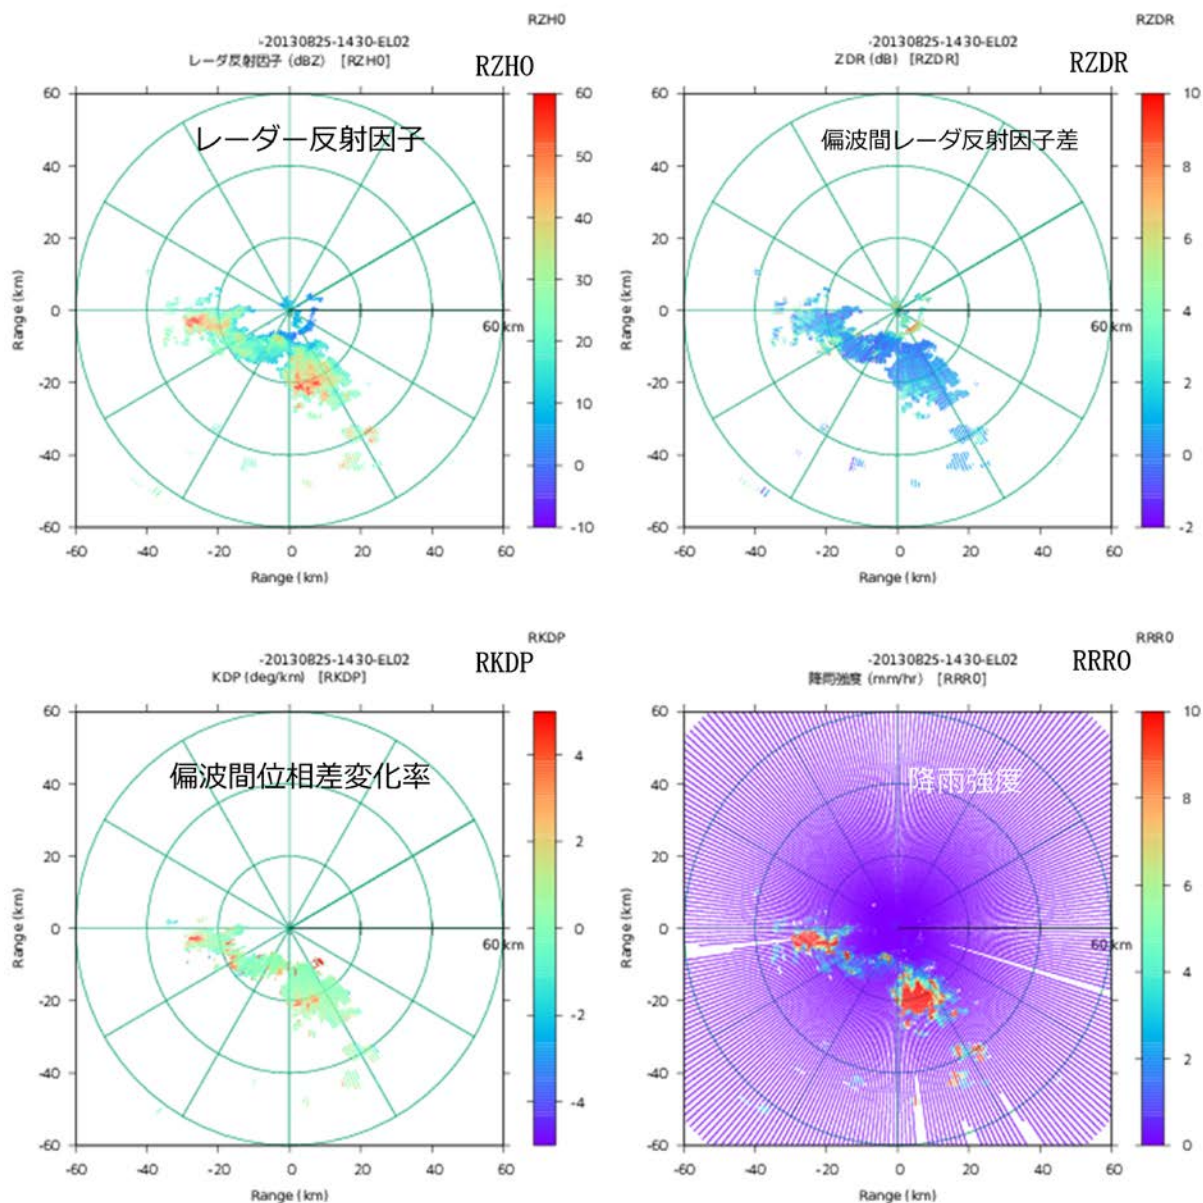 RZH0
-20130825-1430-EL02
レーダ反射因子 (dBZ) [RZH0]
RZH0
レーダー反射因子
60
40
20
0
-20
-40
-60
Range (km)
-60
-40
-20
0
20
40
60
Range (km)
60 km
60
50
40
30
20
10
0
-10
RZDR
-20130825-1430-EL02
ZDR (dB) [RZDR]
RZDR
偏波間レーダ反射因子差
60
40
20
0
-20
-40
-60
Range (km)
-60
-40
-20
0
20
40
60
Range (km)
60 km
10
8
6
4
2
0
-2
RKDP
-20130825-1430-EL02
KDP (deg/km) [RKDP]
RKDP
偏波間位相差変化率
60
40
20
0
-20
-40
-60
Range (km)
-60
-40
-20
0
20
40
60
Range (km)
60 km
4
2
0
-2
-4
RRR0
-20130825-1430-EL02
降雨強度 (mm/hr) [RRR0]
RRR0
降雨強度
60
40
20
0
-20
-40
-60
Range (km)
-60
-40
-20
0
20
40
60
Range (km)
60 km
10
8
6
4
2
0